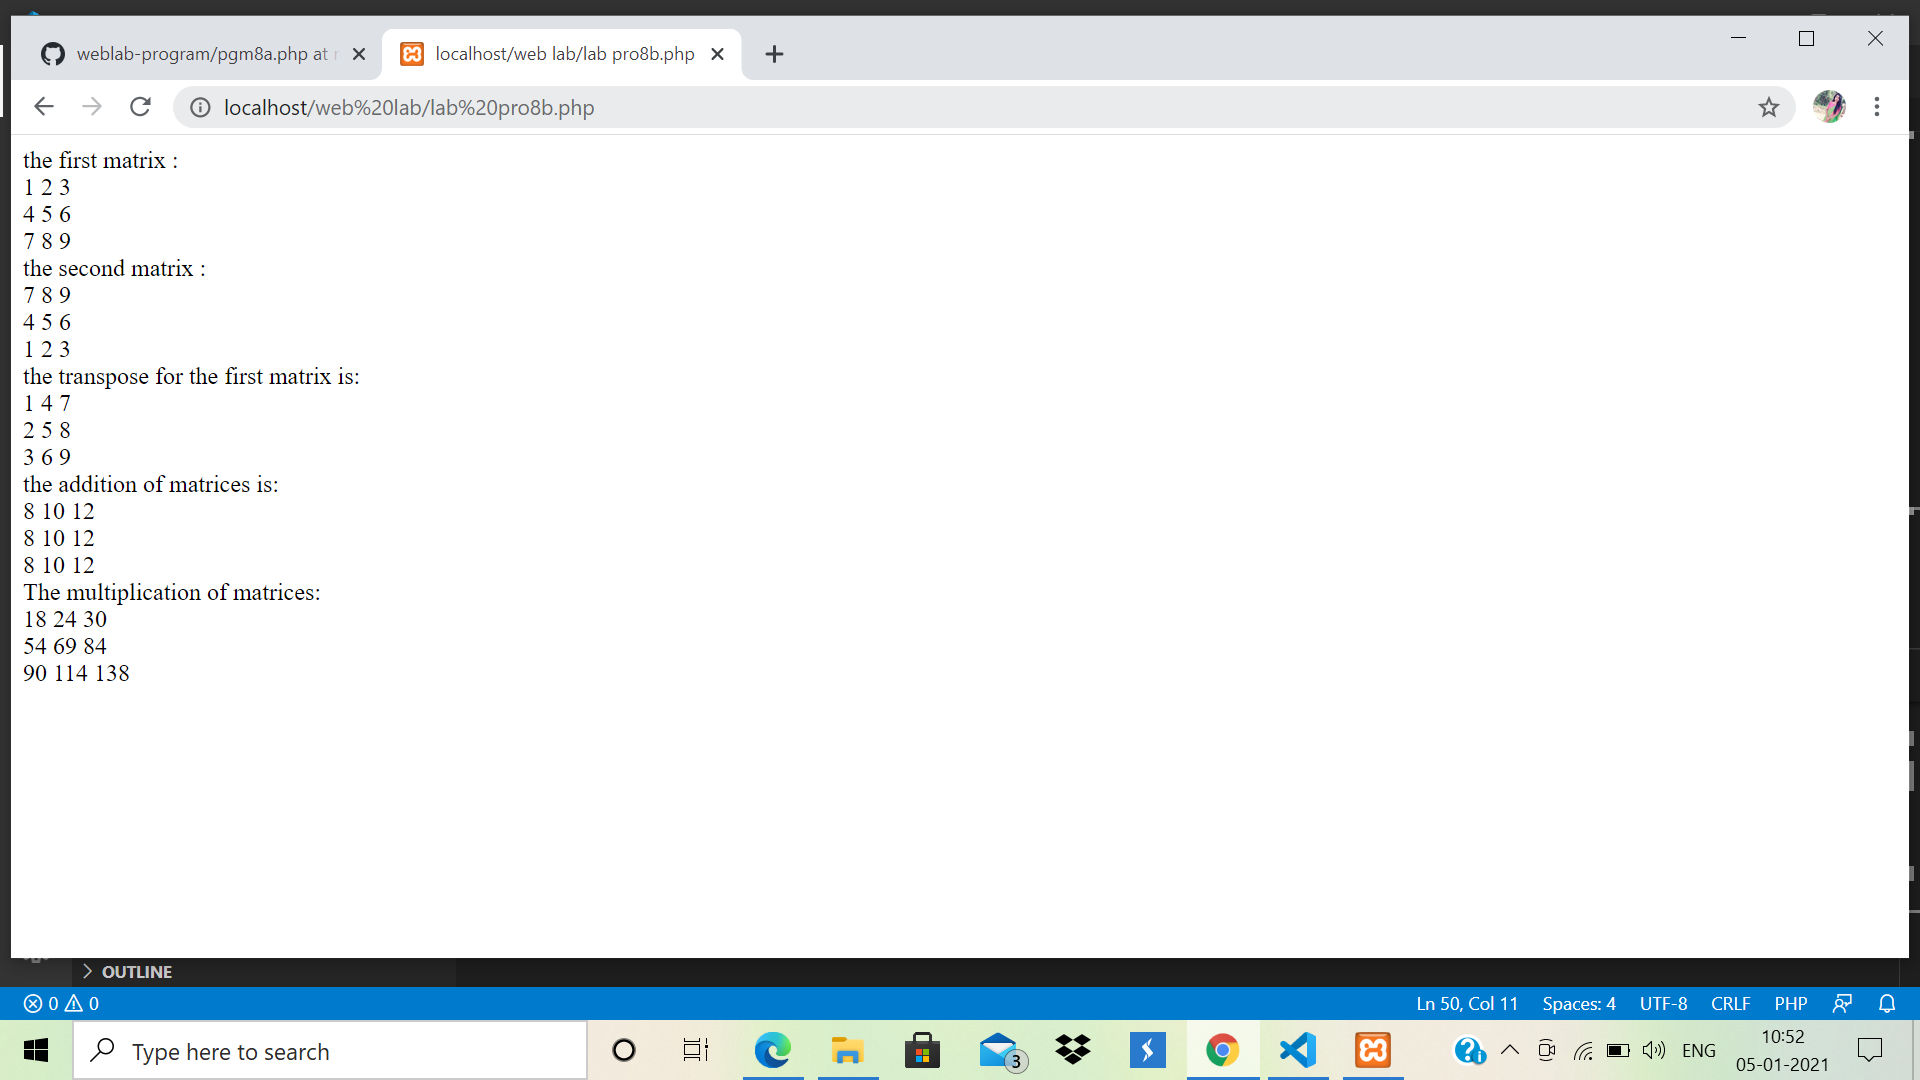 weblab-program/pgm8a.php at
localhost/web lab/lab pro8b.php
localhost/web%20lab/lab%20pro8b.php
the first matrix :
1 2 3
4 5 6
7 8 9
the second matrix :
7 8 9
4 5 6
1 2 3
the transpose for the first matrix is:
1 4 7
2 5 8
3 6 9
the addition of matrices is:
8 10 12
8 10 12
8 10 12
The multiplication of matrices:
18 24 30
54 69 84
90 114 138
OUTLINE
0 0 Ln 50, Col 11 Spaces: 4 UTF-8 CRLF PHP
Type here to search 3 ENG 10:52
05-01-2021